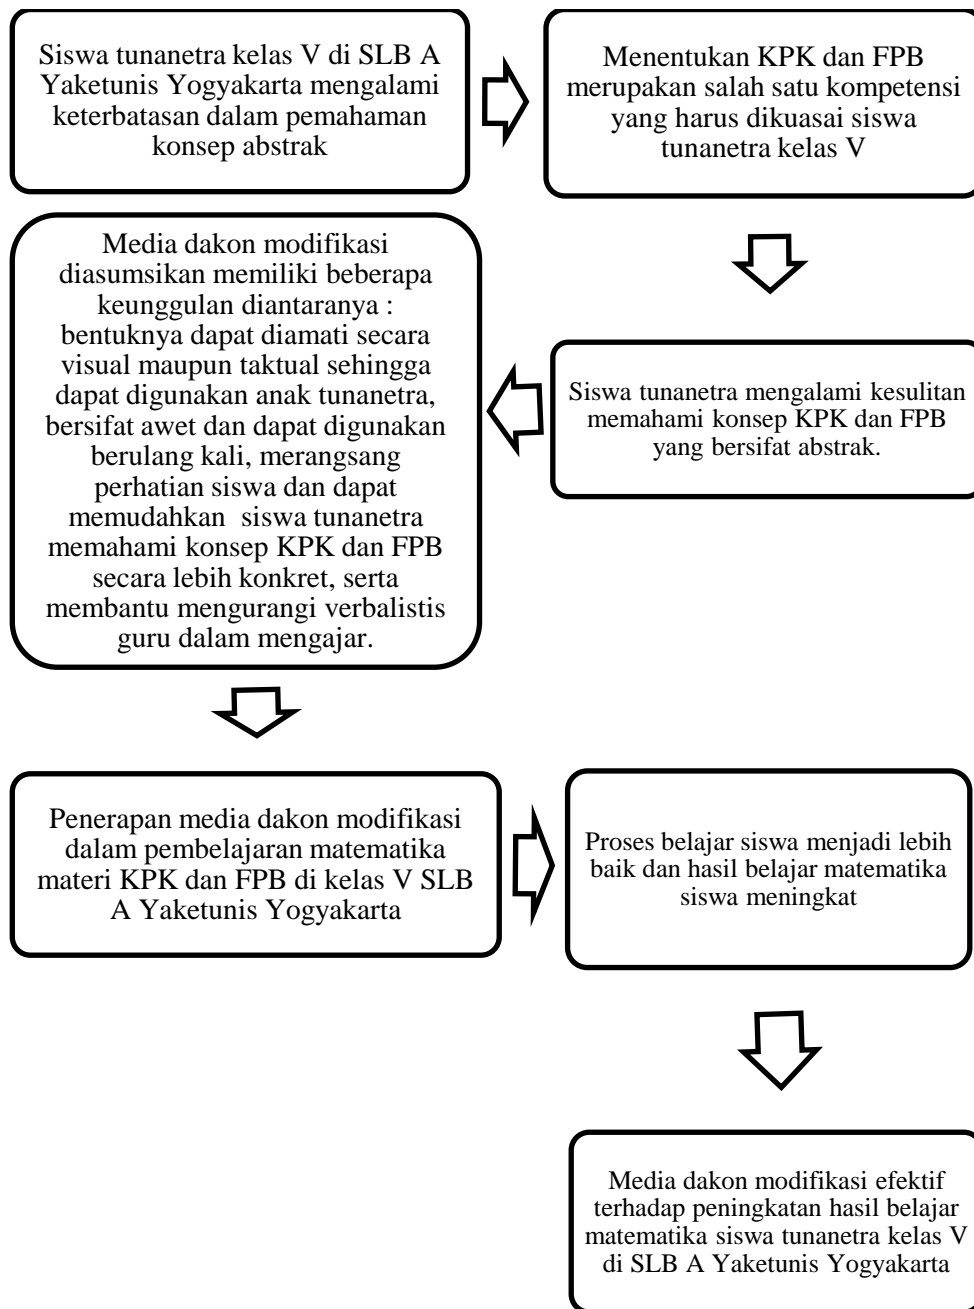 Siswa tunanetra kelas V di SLB A
Yaketunis Yogyakarta mengalami
keterbatasan dalam pemahaman
konsep abstrak
Menentukan KPK dan FPB
merupakan salah satu kompetensi
yang harus dikuasai siswa
tunanetra kelas V
Siswa tunanetra mengalami kesulitan
memahami konsep KPK dan FPB
yang bersifat abstrak.
Media dakon modifikasi
diasumsikan memiliki beberapa
keunggulan diantaranya :
bentuknya dapat diamati secara
visual maupun taktual sehingga
dapat digunakan anak tunanetra,
bersifat awet dan dapat digunakan
berulang kali, merangsang
perhatian siswa dan dapat
memudahkan siswa tunanetra
memahami konsep KPK dan FPB
secara lebih konkret, serta
membantu mengurangi verbalistis
guru dalam mengajar.
Penerapan media dakon modifikasi
dalam pembelajaran matematika
materi KPK dan FPB di kelas V SLB
A Yaketunis Yogyakarta
Proses belajar siswa menjadi lebih
baik dan hasil belajar matematika
siswa meningkat
Media dakon modifikasi efektif
terhadap peningkatan hasil belajar
matematika siswa tunanetra kelas V
di SLB A Yaketunis Yogyakarta